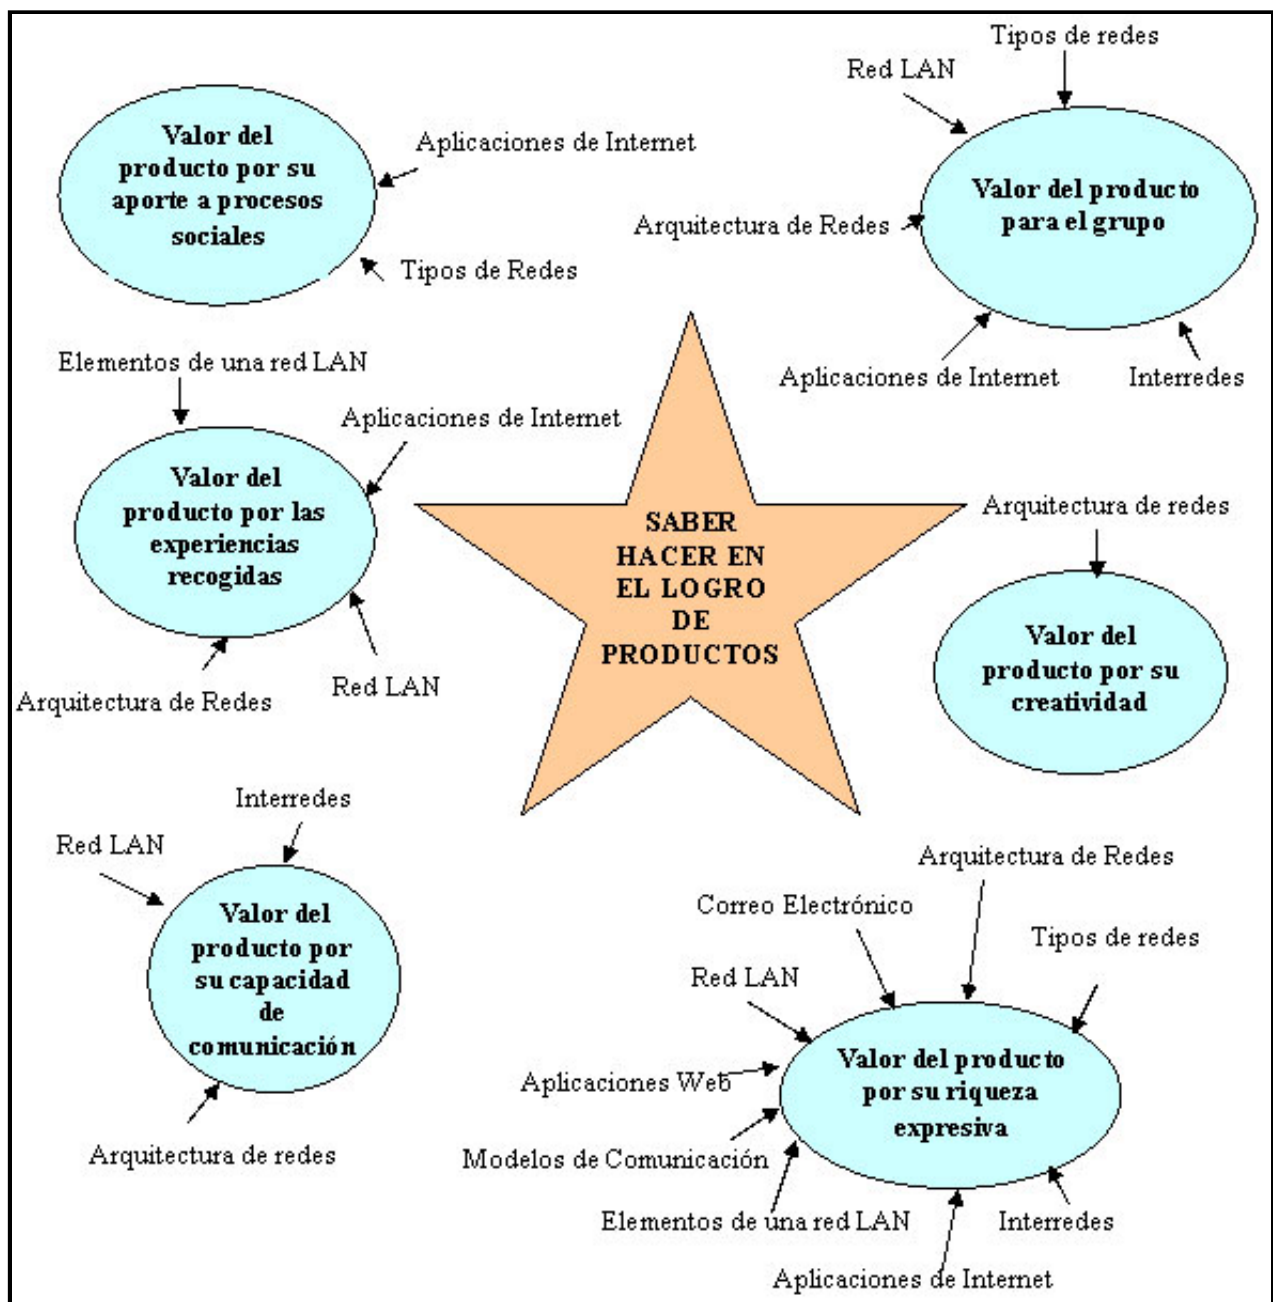 Tipos de redes
Red LAN
Valor del
producto por su
aporte a procesos
sociales
Aplicaciones de Internet
Tipos de Redes
Valor del producto
para el grupo
Arquitectura de Redes
Aplicaciones de Internet
Interredes
Elementos de una red LAN
Aplicaciones de Internet
Valor del
producto por las
experiencias
recogidas
Arquitectura de Redes
Red LAN
SABER
HACER EN
EL LOGRO
DE
PRODUCTOS
Arquitectura de redes
Valor del
producto por su
creatividad
Interredes
Red LAN
Valor del
producto por
su capacidad
de
comunicación
Arquitectura de redes
Arquitectura de Redes
Correo Electrónico
Tipos de redes
Red LAN
Aplicaciones Web
Modelos de Comunicación
Valor del producto
por su riqueza
expresiva
Elementos de una red LAN
Interredes
Aplicaciones de Internet